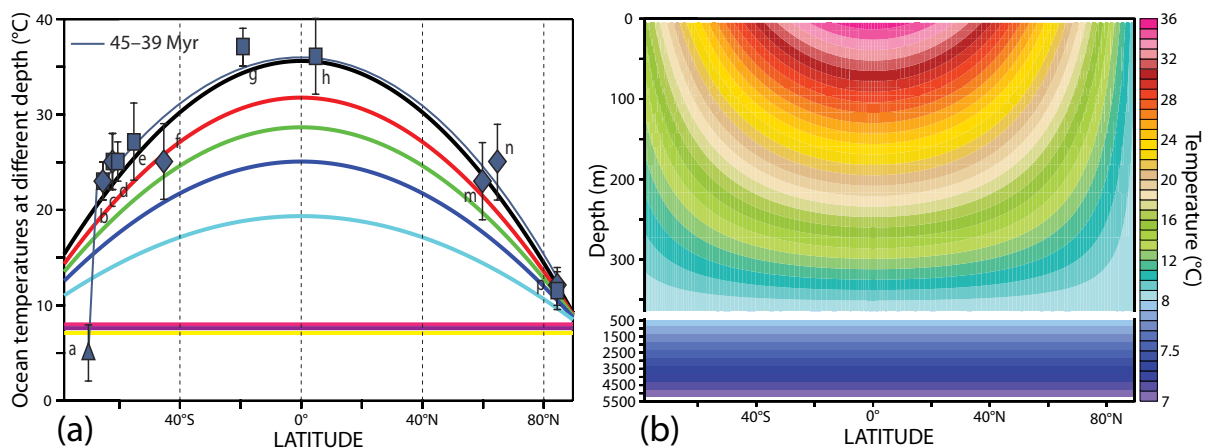 40
30
20
10
0
Ocean temperatures at different depth (°C)
45–39 Myr
a
b
c
d
e
f
g
h
m
n
p
40°S
0°
40°N
80°N
LATITUDE
(a)
0
100
200
300
500
1500
2500
3500
4500
5500
Depth (m)
40°S
0°
40°N
80°N
LATITUDE
(b)
36
32
28
24
20
16
12
8
7.5
7
Temperature (°C)